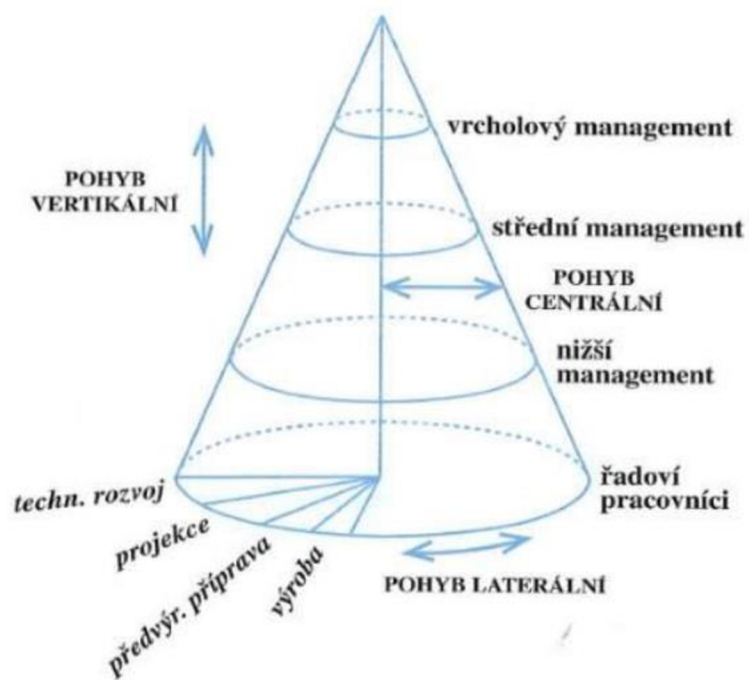 vrcholový management
POHYB
VERTIKÁLNÍ
střední management
POHYB
CENTRÁLNÍ
nižší
management
techn. rozvoj
projekce
předvýr. příprava
výroba
řadoví
pracovníci
POHYB LATERÁLNÍ